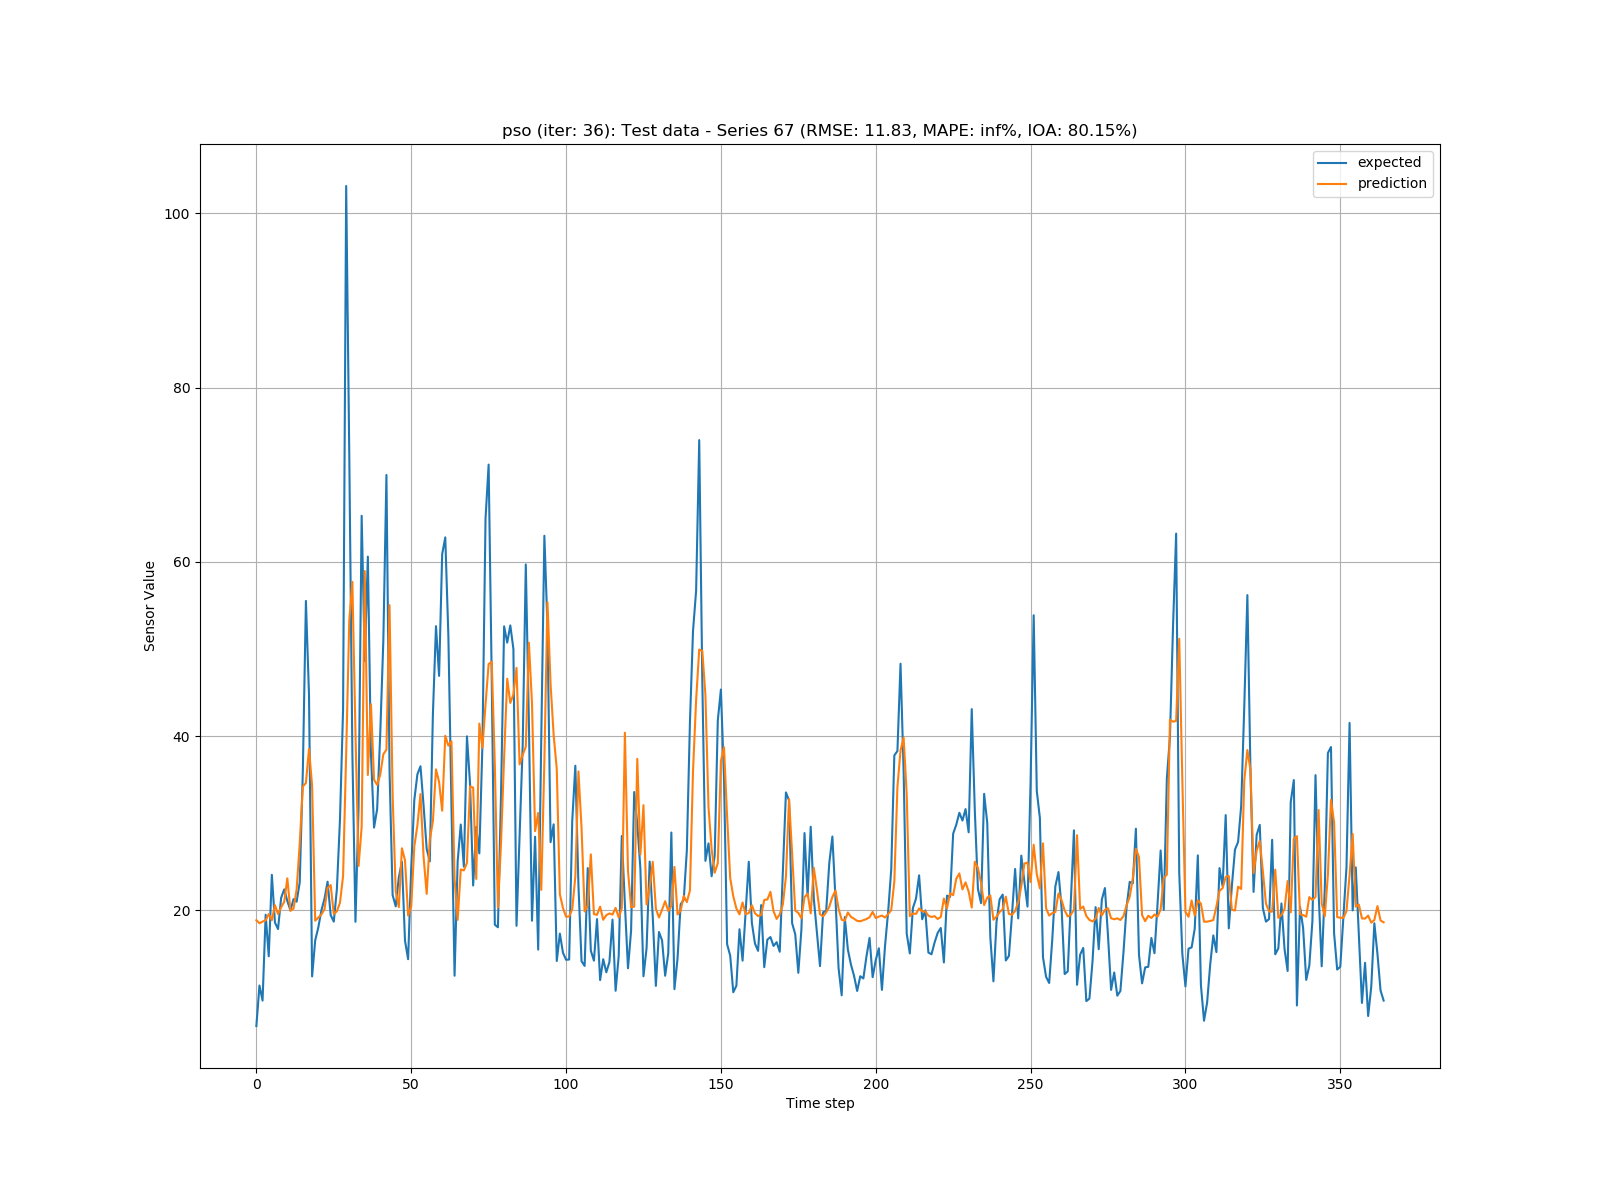 pso (iter: 36): Test data - Series 67 (RMSE: 11.83, MAPE: inf%, IOA: 80.15%)
expected
prediction
100
80
60
40
20
Sensor Value
0 50 100 150 200 250 300 350
Time step